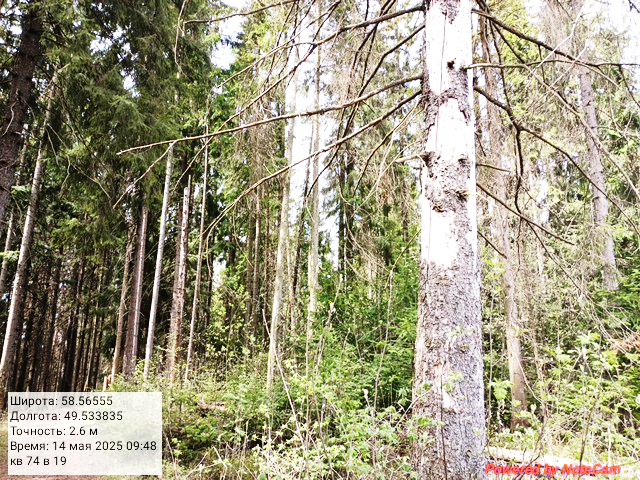 Широта: 58.56555
Долгота: 49.533835
Точность: 2.6 м
Время: 14 мая 2025 09:48
кв 74 в 19
Powered by NoteCam